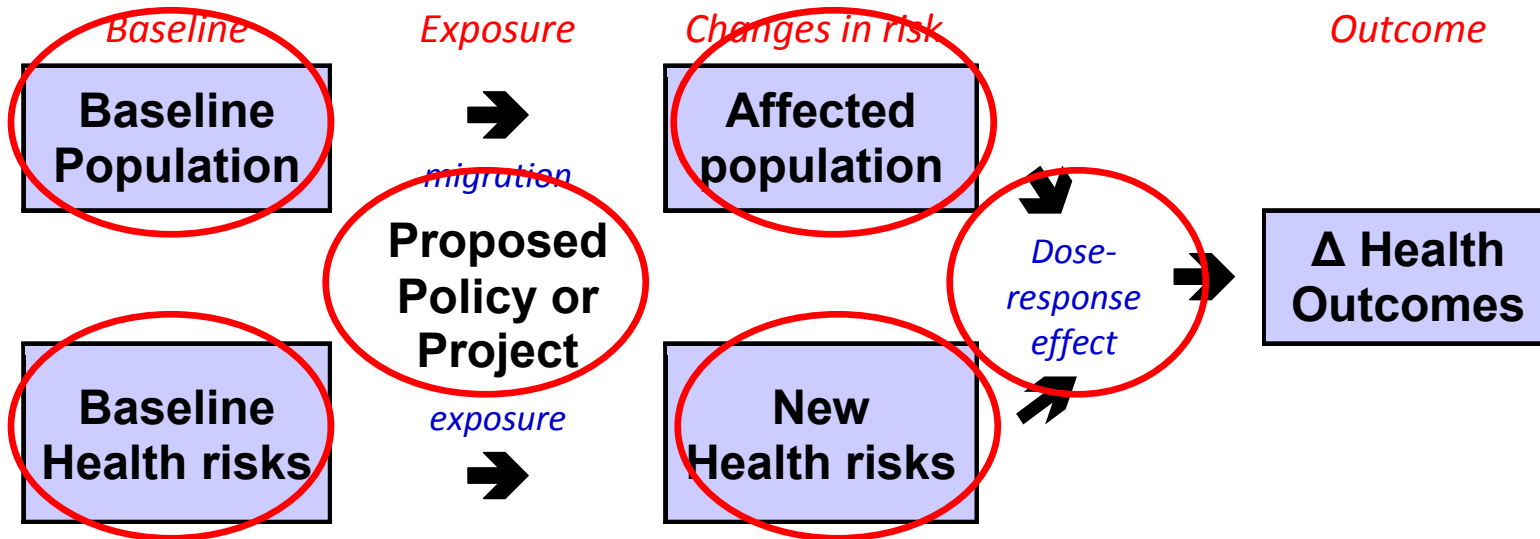 Baseline
Exposure
Changes in risk
Outcome
Baseline
Population
migration
Affected
population
Proposed
Policy or
Project
Dose-
response
effect
Δ Health
Outcomes
Baseline
Health risks
exposure
New
Health risks